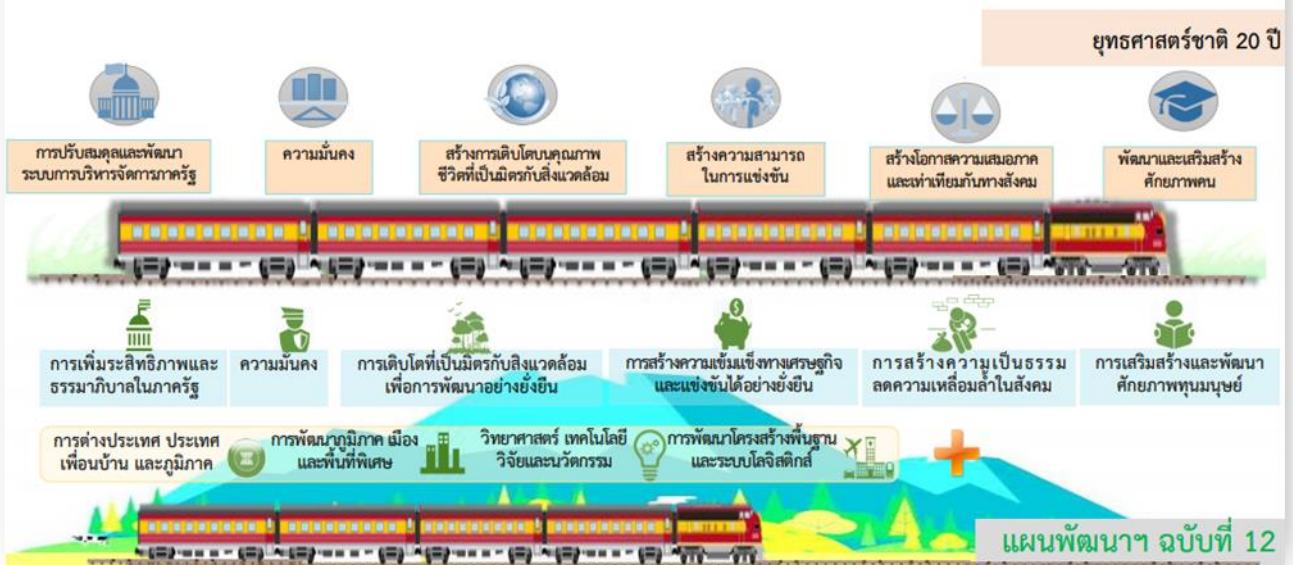 ยุทธศาสตร์ชาติ 20 ปี
การปรับสมดุลและพัฒนา
ระบบการบริหารจัดการภาครัฐ
ความมั่นคง
สร้างการเติบโตบนคุณภาพ
ชีวิตที่เป็นมิตรกับสิ่งแวดล้อม
สร้างความสามารถ
ในการแข่งขัน
สร้างโอกาสความเสมอภาค
และเท่าเทียมกันทางสังคม
พัฒนาและเสริมสร้าง
ศักยภาพคน
การเพิ่มระสิทธิภาพและ
ธรรมาภิบาลในภาครัฐ
ความมั่นคง
การเติบโตที่เป็นมิตรกับสิ่งแวดล้อม
เพื่อการพัฒนาอย่างยั่งยืน
การสร้างความเข้มแข็งทางเศรษฐกิจ
และแข่งขันได้อย่างยั่งยืน
การสร้างความเป็นธรรม
ลดความเหลื่อมล้ำในสังคม
การเสริมสร้างและพัฒนา
ศักยภาพทุนมนุษย์
การต่างประเทศ ประเทศ
เพื่อนบ้าน และภูมิภาค
การพัฒนาภูมิภาค เมือง
และพื้นที่พิเศษ
วิทยาศาสตร์ เทคโนโลยี
วิจัยและนวัตกรรม
การพัฒนาโครงสร้างพื้นฐาน
และระบบโลจิสติกส์
แผนพัฒนาฯ ฉบับที่ 12